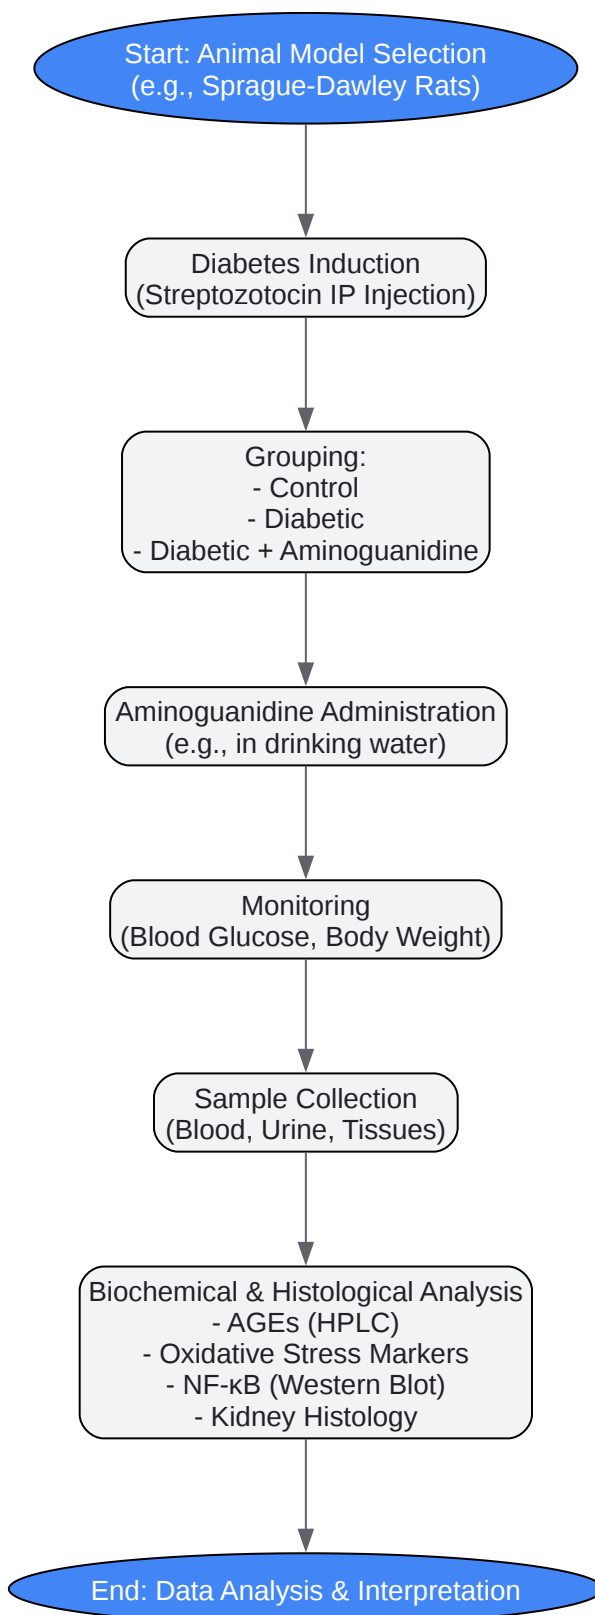 Start: Animal Model Selection
(e.g., Sprague-Dawley Rats)
Diabetes Induction
(Streptozotocin IP Injection)
Grouping:
- Control
- Diabetic
- Diabetic + Aminoguanidine
Aminoguanidine Administration
(e.g., in drinking water)
Monitoring
(Blood Glucose, Body Weight)
Sample Collection
(Blood, Urine, Tissues)
Biochemical & Histological Analysis
- AGEs (HPLC)
- Oxidative Stress Markers
- NF-κB (Western Blot)
- Kidney Histology
End: Data Analysis & Interpretation